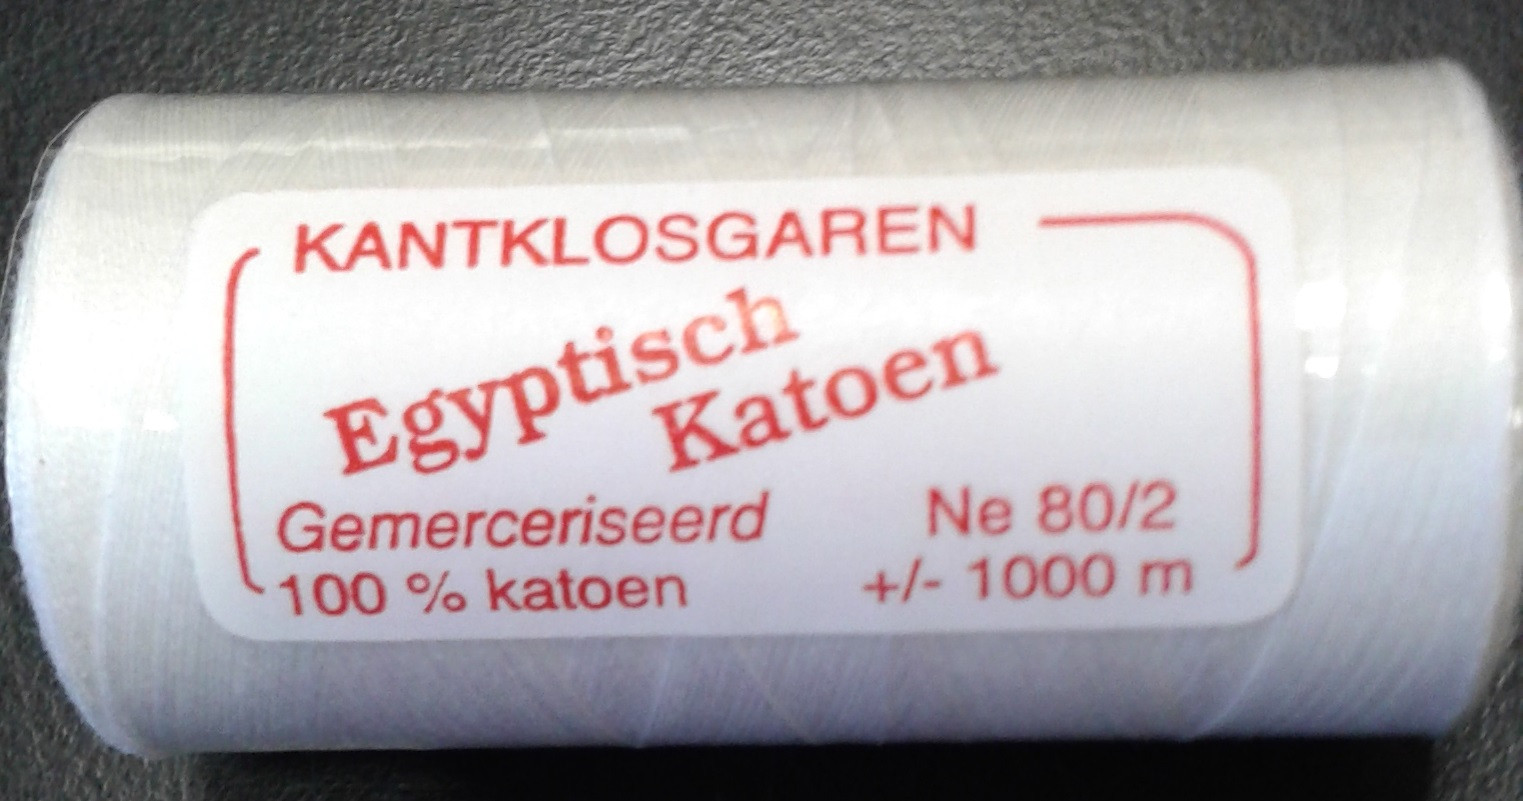 KANTKLOSGAREN
Egyptisch
Katoen
Gemerceriseerd Ne 80/2
100 % katoen +/- 1000 m